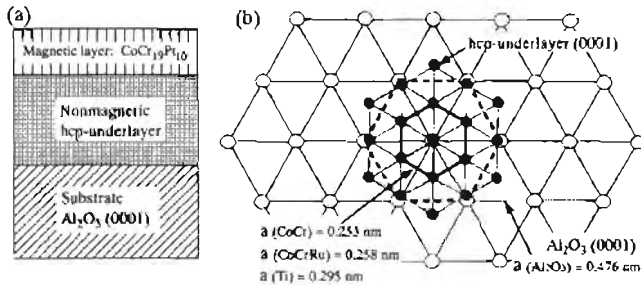 (a)
Magnetic layer: CoCr₁₉Pt₁₀
Nonmagnetic
hcp-underlayer
Substrate
Al₂O₃ (0001)
(b)
hcp-underlayer (0001)
a (CoCr) = 0.253 nm
a (CoCrRu) = 0.258 nm
a (Ti) = 0.295 nm
Al₂O₃ (0001)
a (Al₂O₃) = 0.476 nm